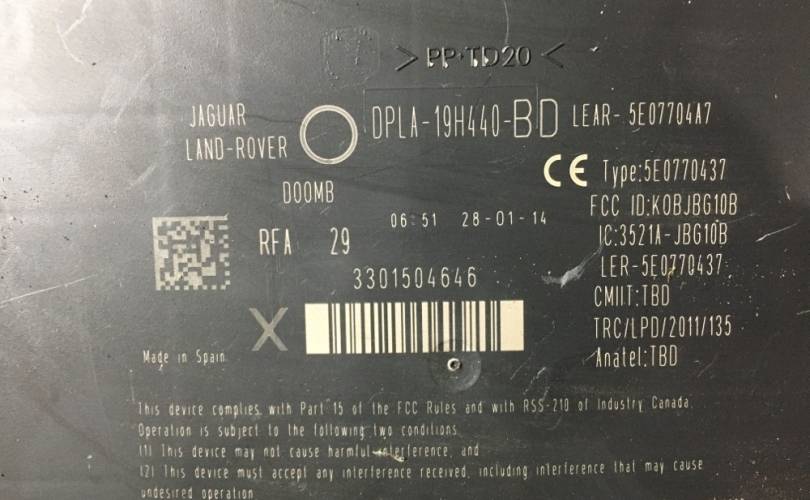 >PP-TD20<
JAGUAR
LAND-ROVER
DPLA-19H440-BD
LEAR- 5E07704A7
D00MB
CE Type:5E0770437
FCC ID:KOBJBG10B
06:51 28-01-14
IC:3521A-JBG10B
RFA 29
LER-5E0770437
3301504646
CMIIT:TBD
X
TRC/LPD/2011/135
Made in Spain
Anatel:TBD
This device complies with Part 15 of the FCC Rules and with RSS-210 of Industry Canada.
Operation is subject to the following two conditions.
(1) This device may not cause harmful interference, and
(2) This device must accept any interference received, including interference that may cause
undesired operation